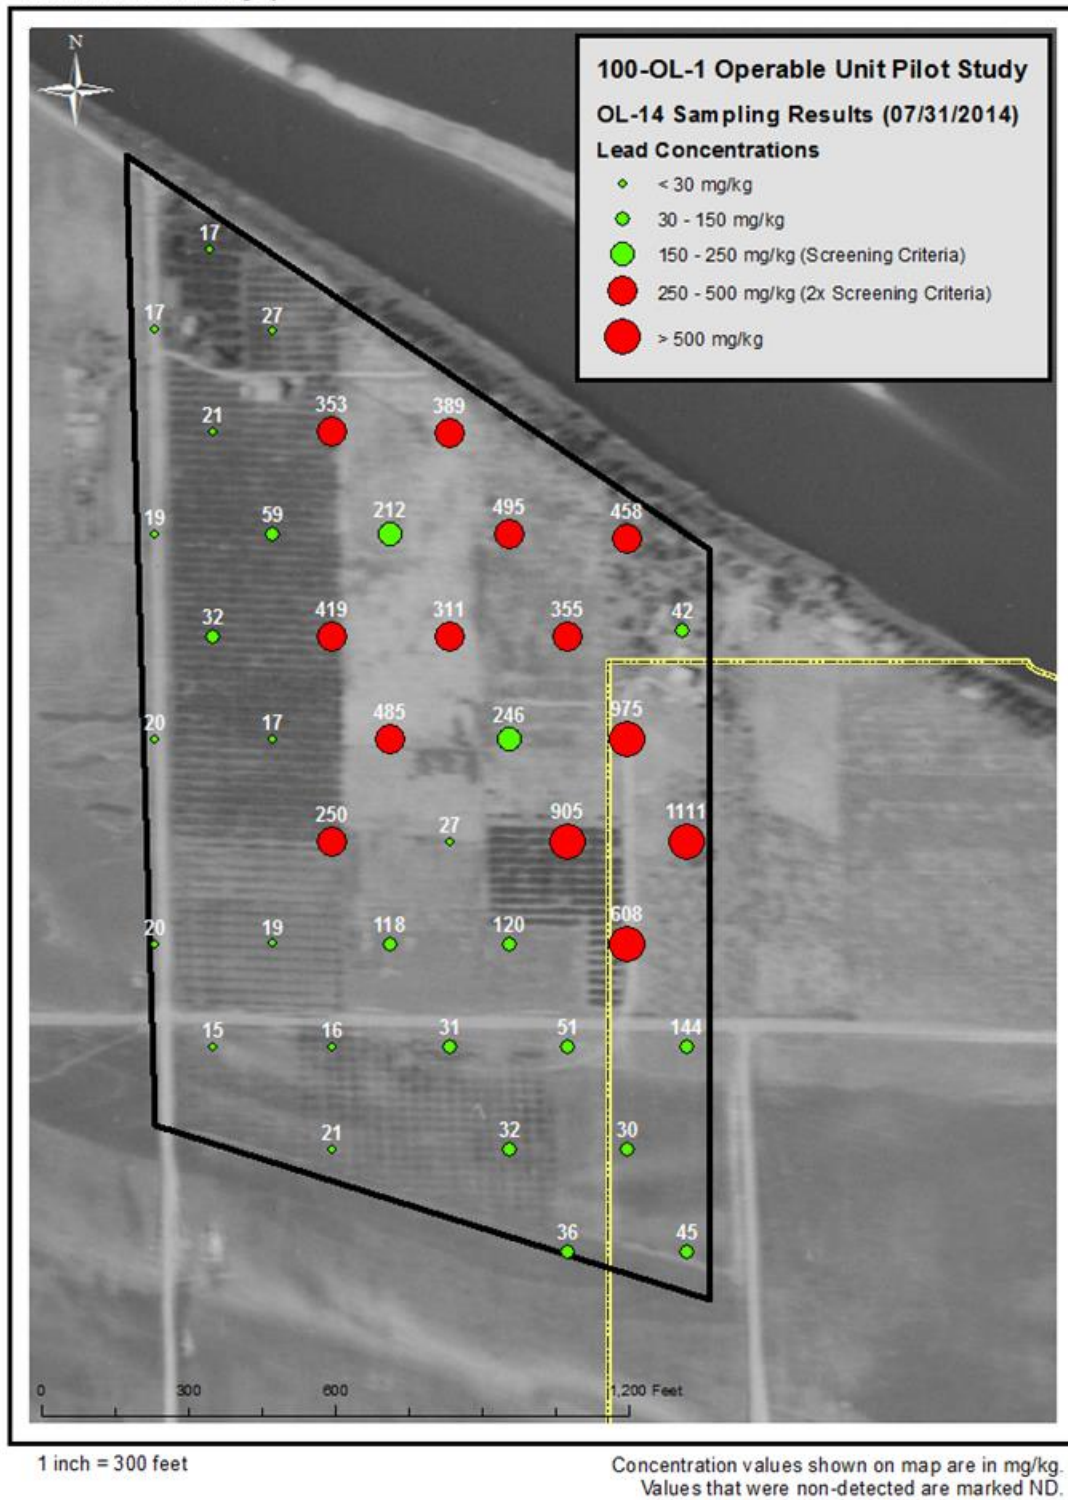 N
100-OL-1 Operable Unit Pilot Study
OL-14 Sampling Results (07/31/2014)
Lead Concentrations
< 30 mg/kg
30 - 150 mg/kg
150 - 250 mg/kg (Screening Criteria)
250 - 500 mg/kg (2x Screening Criteria)
> 500 mg/kg
17
17 27
21 353 389
19 59 212 495 458
32 419 311 355 42
20 17 485 246 975
250 27 905 1111
20 19 118 120 608
15 16 31 51 144
21 32 30
36 45
0 300 600 1,200 Feet
1 inch = 300 feet
Concentration values shown on map are in mg/kg.
Values that were non-detected are marked ND.